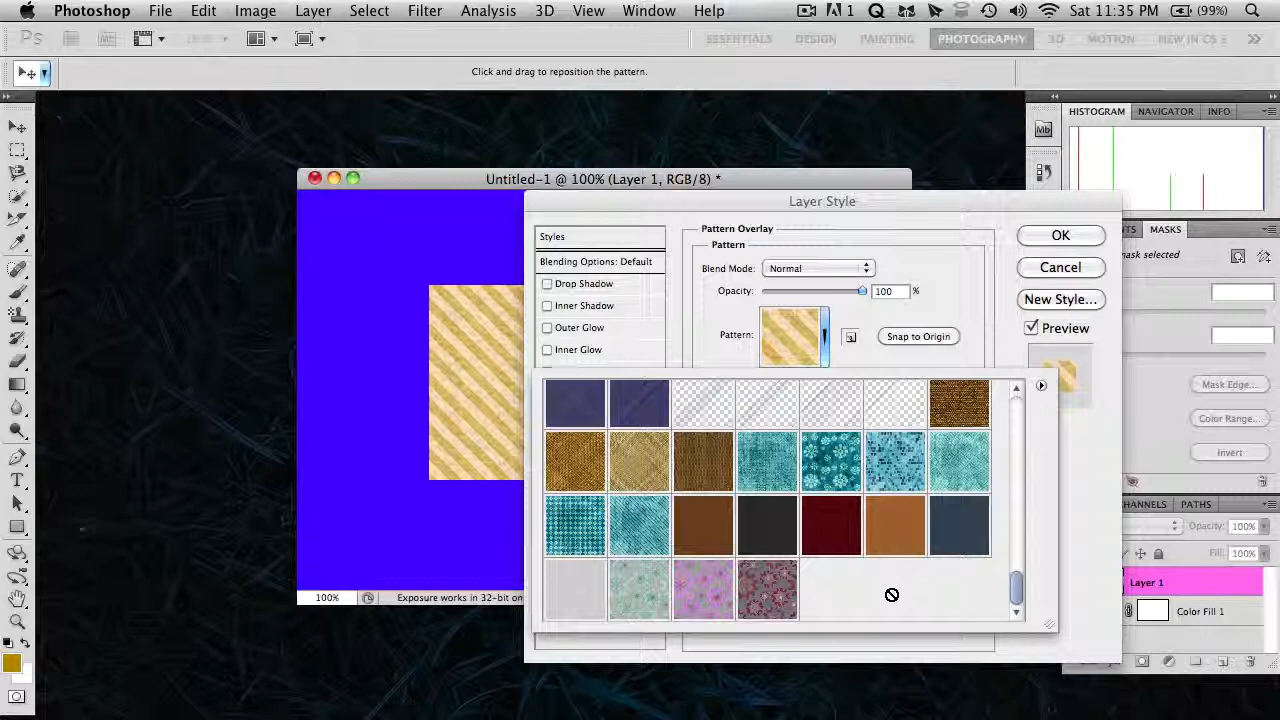 Photoshop File Edit Image Layer Select Filter Analysis 3D View Window Help 1 Sat 11:35 PM (99%)
Ps Mb ESSENTIALS DESIGN PAINTING PHOTOGRAPHY 3D MOTION NEW IN CS
Click and drag to reposition the pattern.
HISTOGRAM NAVIGATOR INFO
Mb
Untitled-1 @ 100% (Layer 1, RGB/8) *
Layer Style
Styles
Blending Options: Default
Drop Shadow
Inner Shadow
Outer Glow
Inner Glow
Pattern Overlay
Pattern
Blend Mode: Normal
Opacity: 100 %
Pattern: Snap to Origin
OK
Cancel
New Style...
Preview
MASKS
mask selected
Mask Edge...
Color Range...
Invert
CHANNELS PATHS
Opacity: 100%
Fill: 100%
Layer 1
Color Fill 1
100% Exposure works in 32-bit on